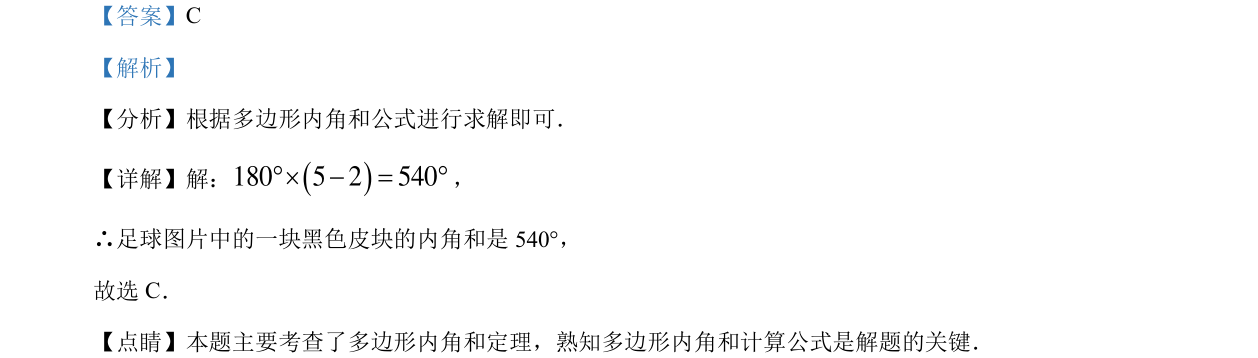 【答案】C
【解析】
【分析】根据多边形内角和公式进行求解即可．
【详解】解：180°×(5−2)=540°，
∴足球图片中的一块黑色皮块的内角和是 540°，
故选 C．
【点睛】本题主要考查了多边形内角和定理，熟知多边形内角和计算公式是解题的关键．